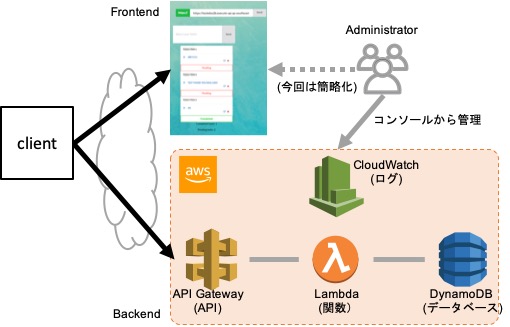 Frontend
Administrator
(今回は簡略化)
コンソールから管理
client
aws
CloudWatch
(ログ)
API Gateway
(API)
Lambda
(関数)
DynamoDB
(データベース)
Backend